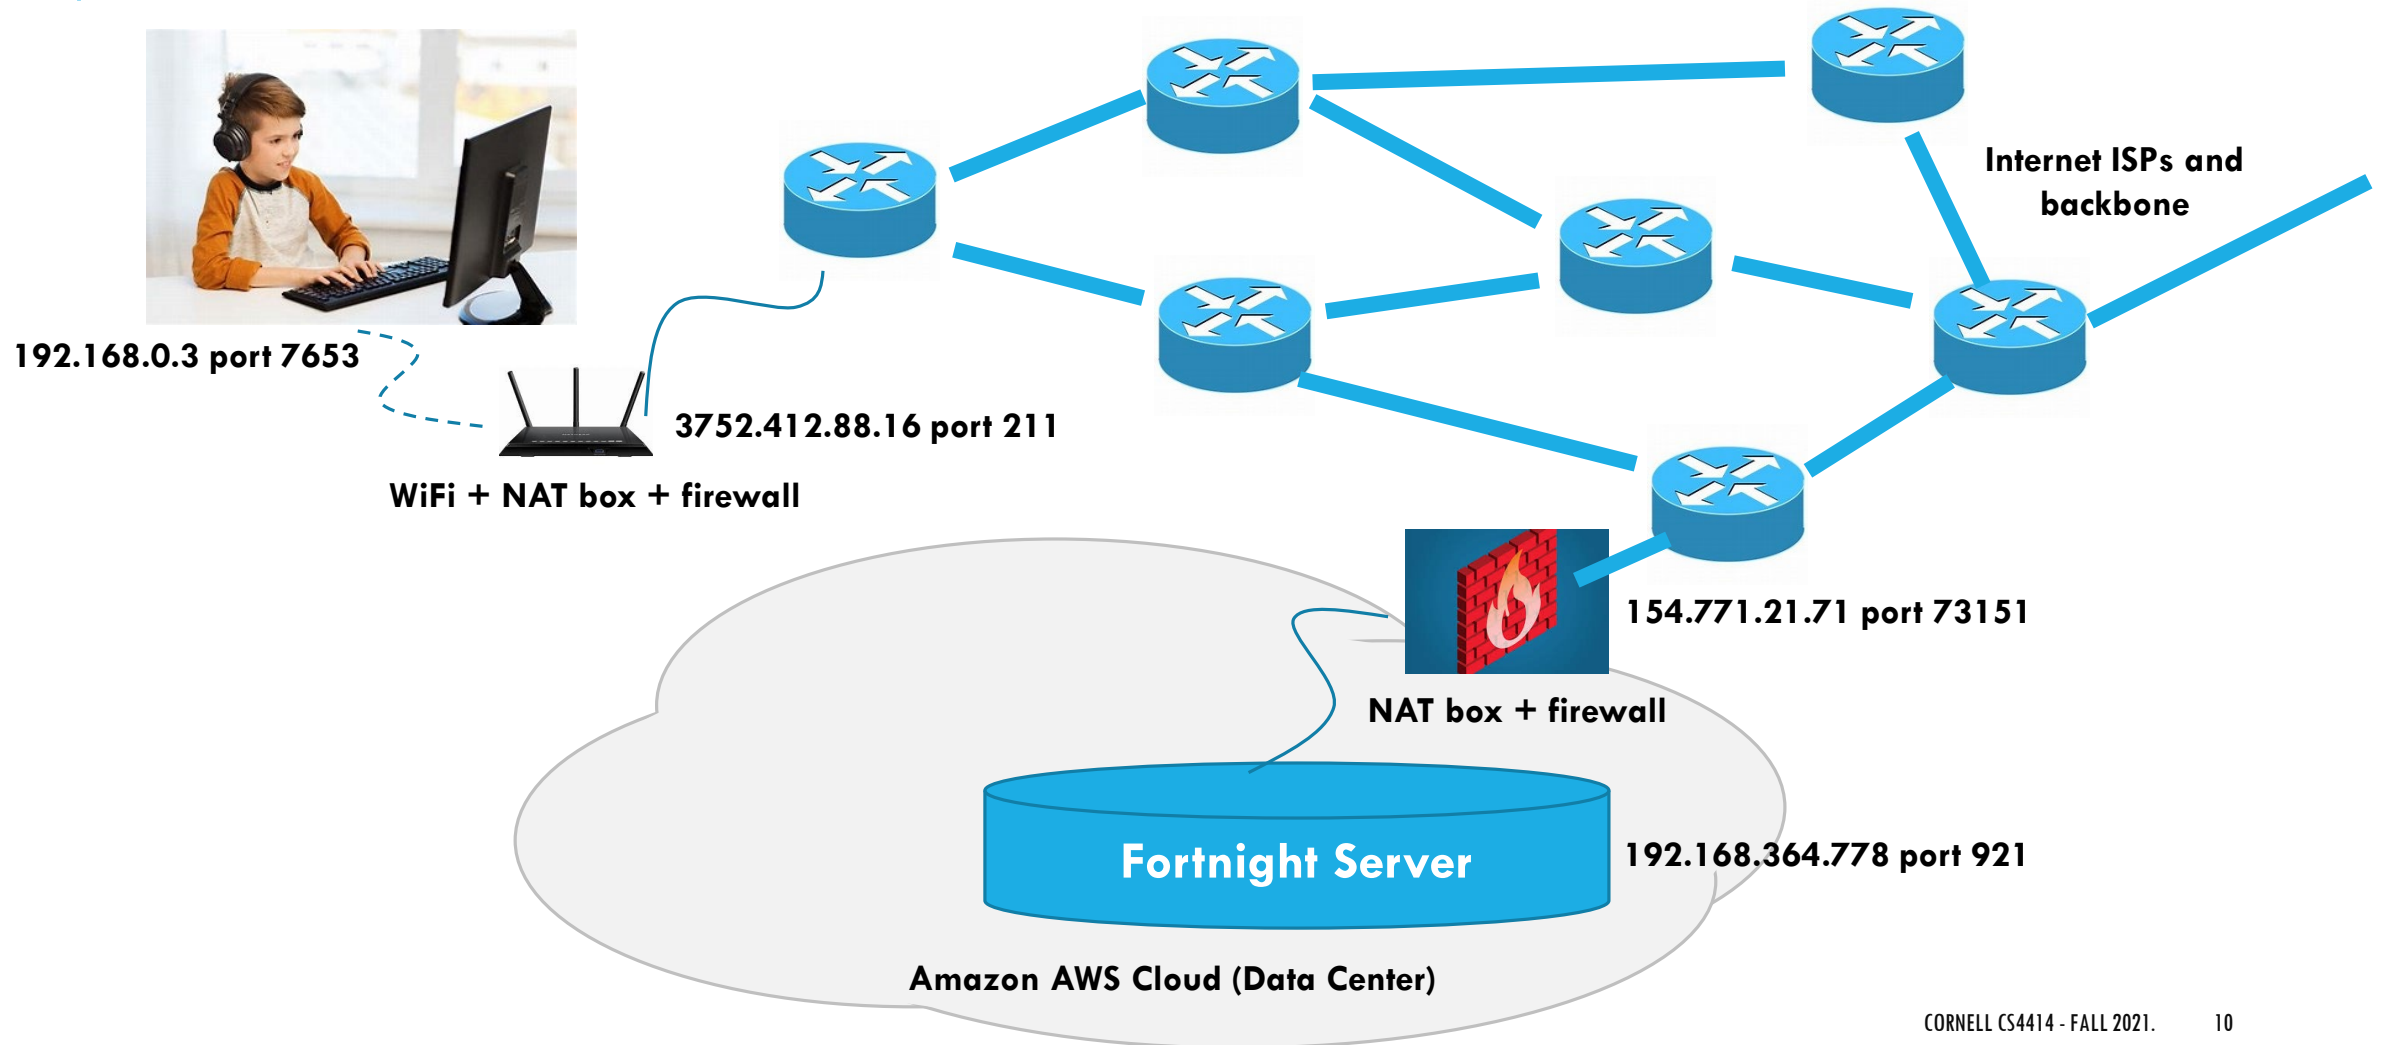 Internet ISPs and
backbone
192.168.0.3 port 7653
3752.412.88.16 port 211
WiFi + NAT box + firewall
154.771.21.71 port 73151
NAT box + firewall
Fortnight Server
192.168.364.778 port 921
Amazon AWS Cloud (Data Center)
CORNELL CS4414 - FALL 2021.
10